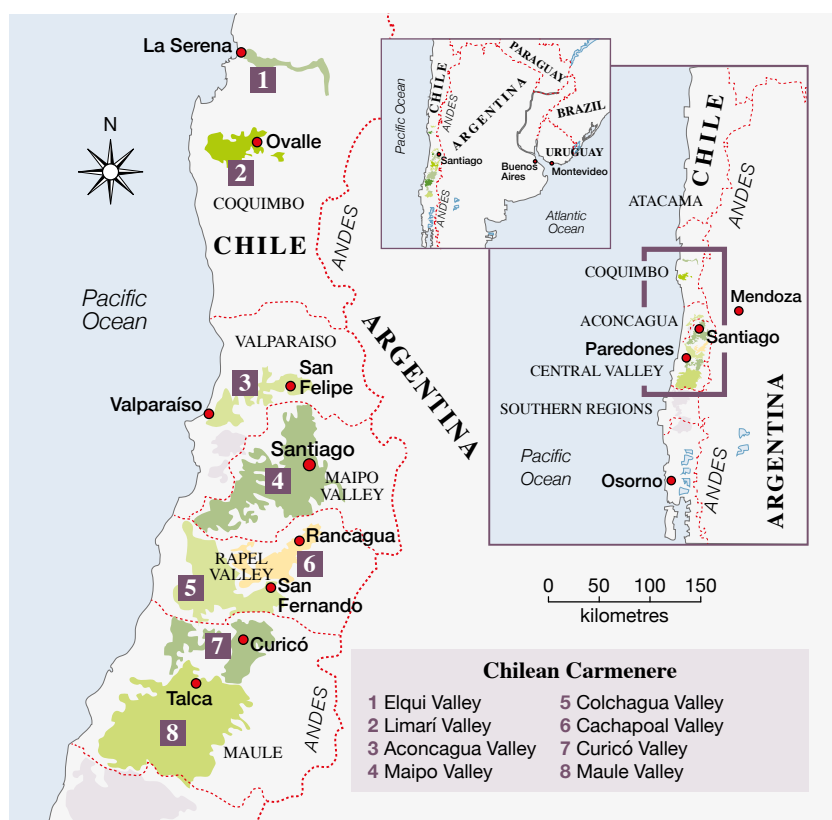 La Serena
1
N
Ovalle
2
COQUIMBO
CHILE
ANDES
Pacific
Ocean
ARGENTINA
VALPARAISO
3
San
Felipe
Valparaíso
Santiago
4
MAIPO
VALLEY
Rancagua
RAPEL
VALLEY
6
5
San
Fernando
7
Curicó
Talca
8
MAULE
ANDES
Pacific Ocean
CHILE
ANDES
ARGENTINA
PARAGUAY
BRAZIL
URUGUAY
Santiago
Buenos
Aires
Montevideo
ANDES
Atlantic
Ocean
CHILE
ATACAMA
ANDES
COQUIMBO
Mendoza
ACONCAGUA
Santiago
Paredones
CENTRAL VALLEY
SOUTHERN REGIONS
Pacific
Ocean
Osorno
ANDES
ARGENTINA
0 50 100 150
kilometres
Chilean Carmenere
1 Elqui Valley
2 Limarí Valley
3 Aconcagua Valley
4 Maipo Valley
5 Colchagua Valley
6 Cachapoal Valley
7 Curicó Valley
8 Maule Valley